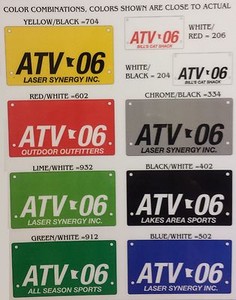 COLOR COMBINATIONS, COLORS SHOWN ARE CLOSE TO ACTUAL
YELLOW/BLACK =704
ATV 06
LASER SYNERGY INC.
WHITE/
RED = 206
ATV 06
BILL'S CAT SHACK
WHITE/
BLACK = 204
ATV 06
BILL'S CAT SHACK
RED/WHITE =602
ATV 06
OUTDOOR OUTFITTERS
CHROME/BLACK =334
ATV 06
LASER SYNERGY INC.
LIME/WHITE =932
ATV 06
LASER SYNERGY INC.
BLACK/WHITE =402
ATV 06
LAKES AREA SPORTS
GREEN/WHITE =912
ATV 06
ALL SEASON SPORTS
BLUE/WHITE =502
ATV 06
LASER SYNERGY INC.